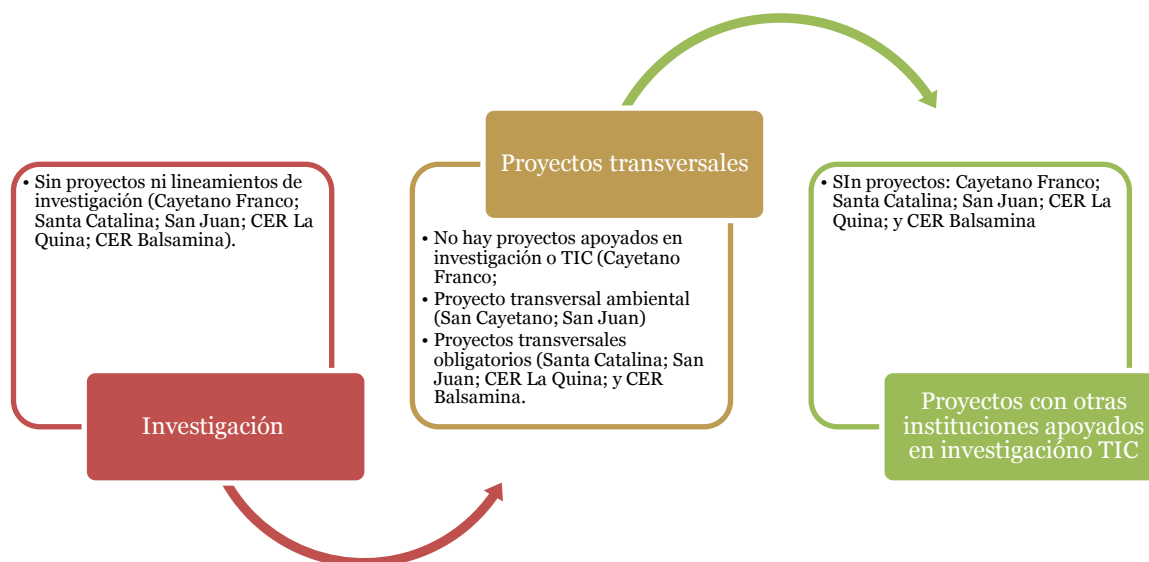 • Sin proyectos ni lineamientos de
investigación (Cayetano Franco;
Santa Catalina; San Juan; CER La
Quina; CER Balsamina).
Investigación
Proyectos transversales
• No hay proyectos apoyados en
investigación o TIC (Cayetano
Franco;
• Proyecto transversal ambiental
(San Cayetano; San Juan)
• Proyectos transversales
obligatorios (Santa Catalina; San
Juan; CER La Quina; y CER
Balsamina.
• SIn proyectos: Cayetano Franco;
Santa Catalina; San Juan; CER La
Quina; y CER Balsamina
Proyectos con otras
instituciones apoyados
en investigacióno TIC